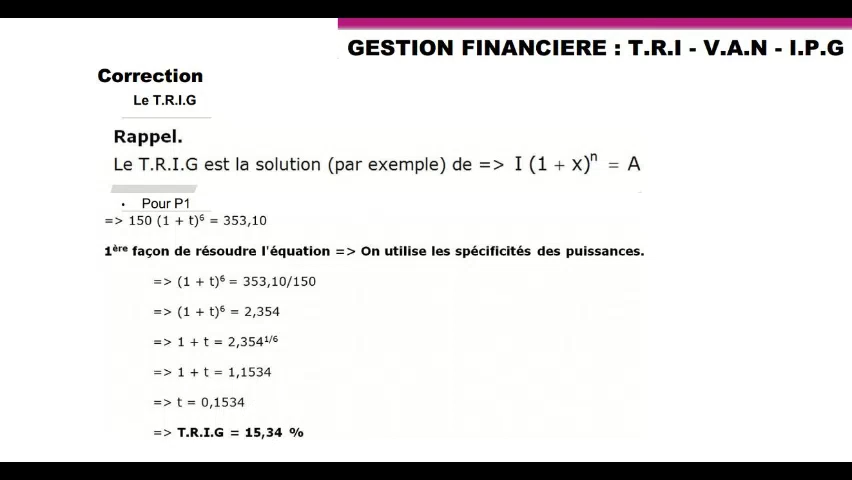 GESTION FINANCIERE : T.R.I - V.A.N - I.P.G
Correction
Le T.R.I.G
Rappel.
Le T.R.I.G est la solution (par exemple) de => I (1 + x)ⁿ = A
• Pour P1
=> 150 (1 + t)⁶ = 353,10
1ère façon de résoudre l'équation => On utilise les spécificités des puissances.
=> (1 + t)⁶ = 353,10/150
=> (1 + t)⁶ = 2,354
=> 1 + t = 2,354¹/⁶
=> 1 + t = 1,1534
=> t = 0,1534
=> T.R.I.G = 15,34 %